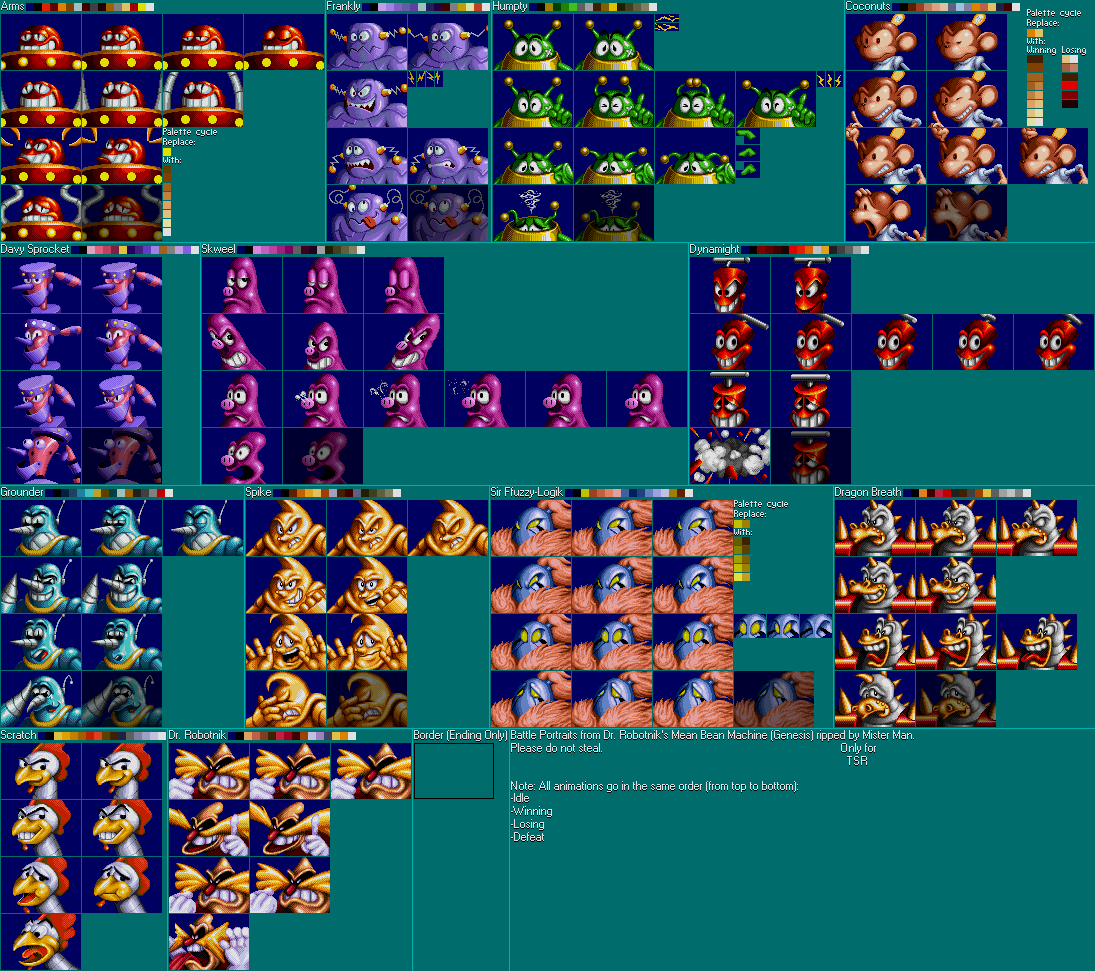 Arms
Frankly
Humpty
Coconuts
Palette cycle
Replace:
With:
Winning Losing
Palette cycle
Replace:
With:
Davy Sprocket
Skweel
Dynamight
Grounder
Spike
Sir Ffuzzy-Logik
Palette cycle
Replace:
With:
Dragon Breath
Scratch
Dr. Robotnik
Border (Ending Only)
Battle Portraits from Dr. Robotnik's Mean Bean Machine (Genesis) ripped by Mister Man.
Please do not steal.
Only for
TSR
Note: All animations go in the same order (from top to bottom):
-Idle
-Winning
-Losing
-Defeat